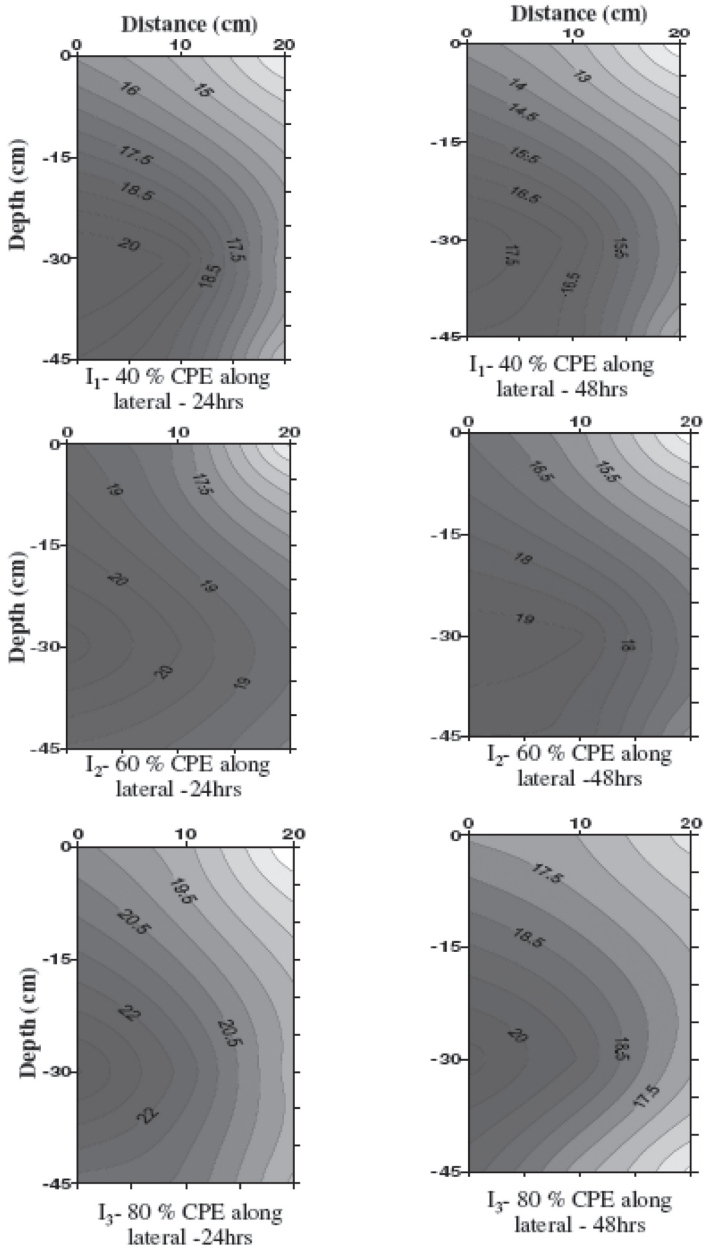 Distance (cm)
0 10 20
0
16
15
17.5
-15
18.5
Depth (cm)
20
17.5
-30
18.5
-45
I1- 40 % CPE along
lateral - 24hrs
Distance (cm)
0 10 20
0
13
14
14.5
-15
15.5
16.5
-30
17.5
15.5
16.5
-45
I1- 40 % CPE along
lateral - 48hrs
0 10 20
0
19
17.5
-15
20
19
Depth (cm)
-30
20
19
-45
I2- 60 % CPE along
lateral -24hrs
0 10 20
0
16.5
15.5
-15
18
19
-30
18
-45
I2- 60 % CPE along
lateral -48hrs
0 10 20
0
19.5
20.5
-15
22
20.5
Depth (cm)
-30
22
-45
I3- 80 % CPE along
lateral -24hrs
0 10 20
0
17.5
18.5
-15
20
18.5
-30
17.5
-45
I3- 80 % CPE along
lateral - 48hrs